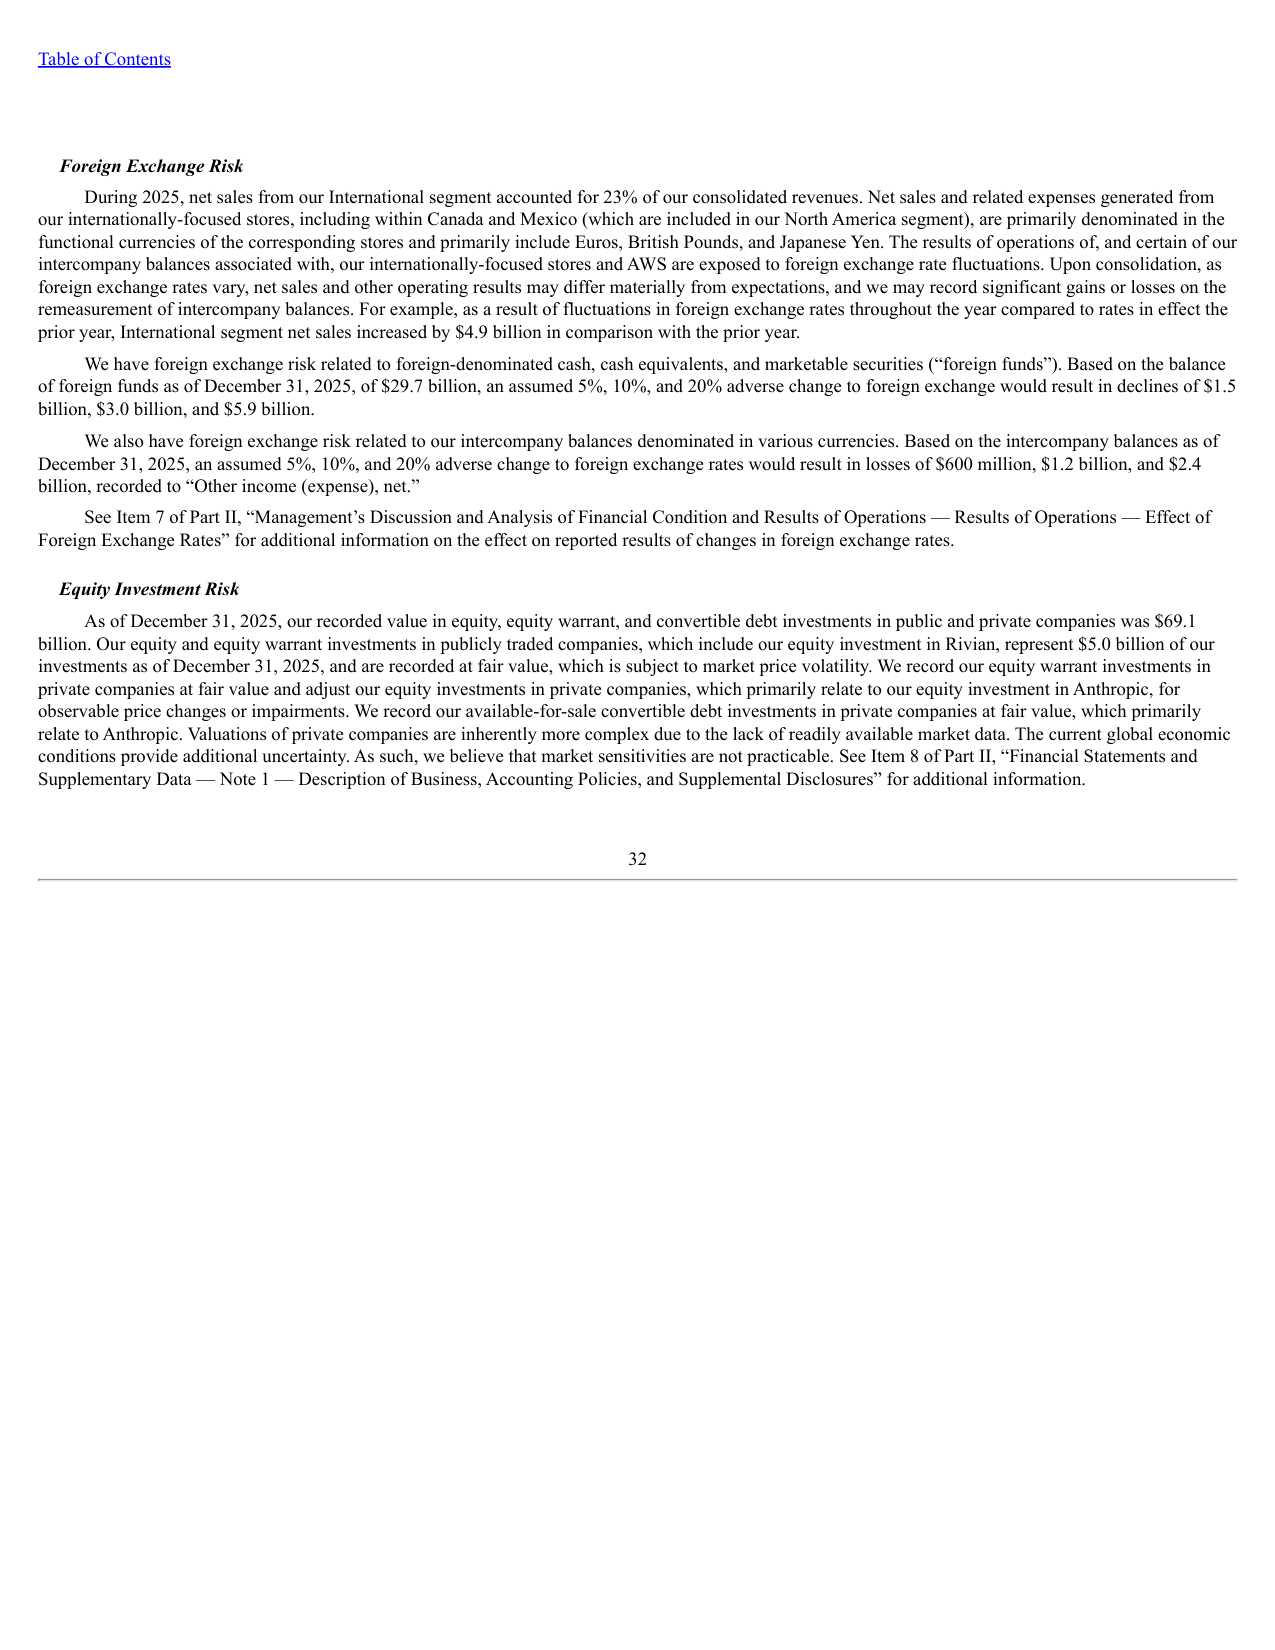 Table of Contents
Foreign Exchange Risk
During 2025, net sales from our International segment accounted for 23% of our consolidated revenues. Net sales and related expenses generated from
our internationally-focused stores, including within Canada and Mexico (which are included in our North America segment), are primarily denominated in the
functional currencies of the corresponding stores and primarily include Euros, British Pounds, and Japanese Yen. The results of operations of, and certain of our
intercompany balances associated with, our internationally-focused stores and AWS are exposed to foreign exchange rate fluctuations. Upon consolidation, as
foreign exchange rates vary, net sales and other operating results may differ materially from expectations, and we may record significant gains or losses on the
remeasurement of intercompany balances. For example, as a result of fluctuations in foreign exchange rates throughout the year compared to rates in effect the
prior year, International segment net sales increased by $4.9 billion in comparison with the prior year.
We have foreign exchange risk related to foreign-denominated cash, cash equivalents, and marketable securities (“foreign funds”). Based on the balance
of foreign funds as of December 31, 2025, of $29.7 billion, an assumed 5%, 10%, and 20% adverse change to foreign exchange would result in declines of $1.5
billion, $3.0 billion, and $5.9 billion.
We also have foreign exchange risk related to our intercompany balances denominated in various currencies. Based on the intercompany balances as of
December 31, 2025, an assumed 5%, 10%, and 20% adverse change to foreign exchange rates would result in losses of $600 million, $1.2 billion, and $2.4
billion, recorded to “Other income (expense), net.”
See Item 7 of Part II, “Management’s Discussion and Analysis of Financial Condition and Results of Operations — Results of Operations — Effect of
Foreign Exchange Rates” for additional information on the effect on reported results of changes in foreign exchange rates.
Equity Investment Risk
As of December 31, 2025, our recorded value in equity, equity warrant, and convertible debt investments in public and private companies was $69.1
billion. Our equity and equity warrant investments in publicly traded companies, which include our equity investment in Rivian, represent $5.0 billion of our
investments as of December 31, 2025, and are recorded at fair value, which is subject to market price volatility. We record our equity warrant investments in
private companies at fair value and adjust our equity investments in private companies, which primarily relate to our equity investment in Anthropic, for
observable price changes or impairments. We record our available-for-sale convertible debt investments in private companies at fair value, which primarily
relate to Anthropic. Valuations of private companies are inherently more complex due to the lack of readily available market data. The current global economic
conditions provide additional uncertainty. As such, we believe that market sensitivities are not practicable. See Item 8 of Part II, “Financial Statements and
Supplementary Data — Note 1 — Description of Business, Accounting Policies, and Supplemental Disclosures” for additional information.
32